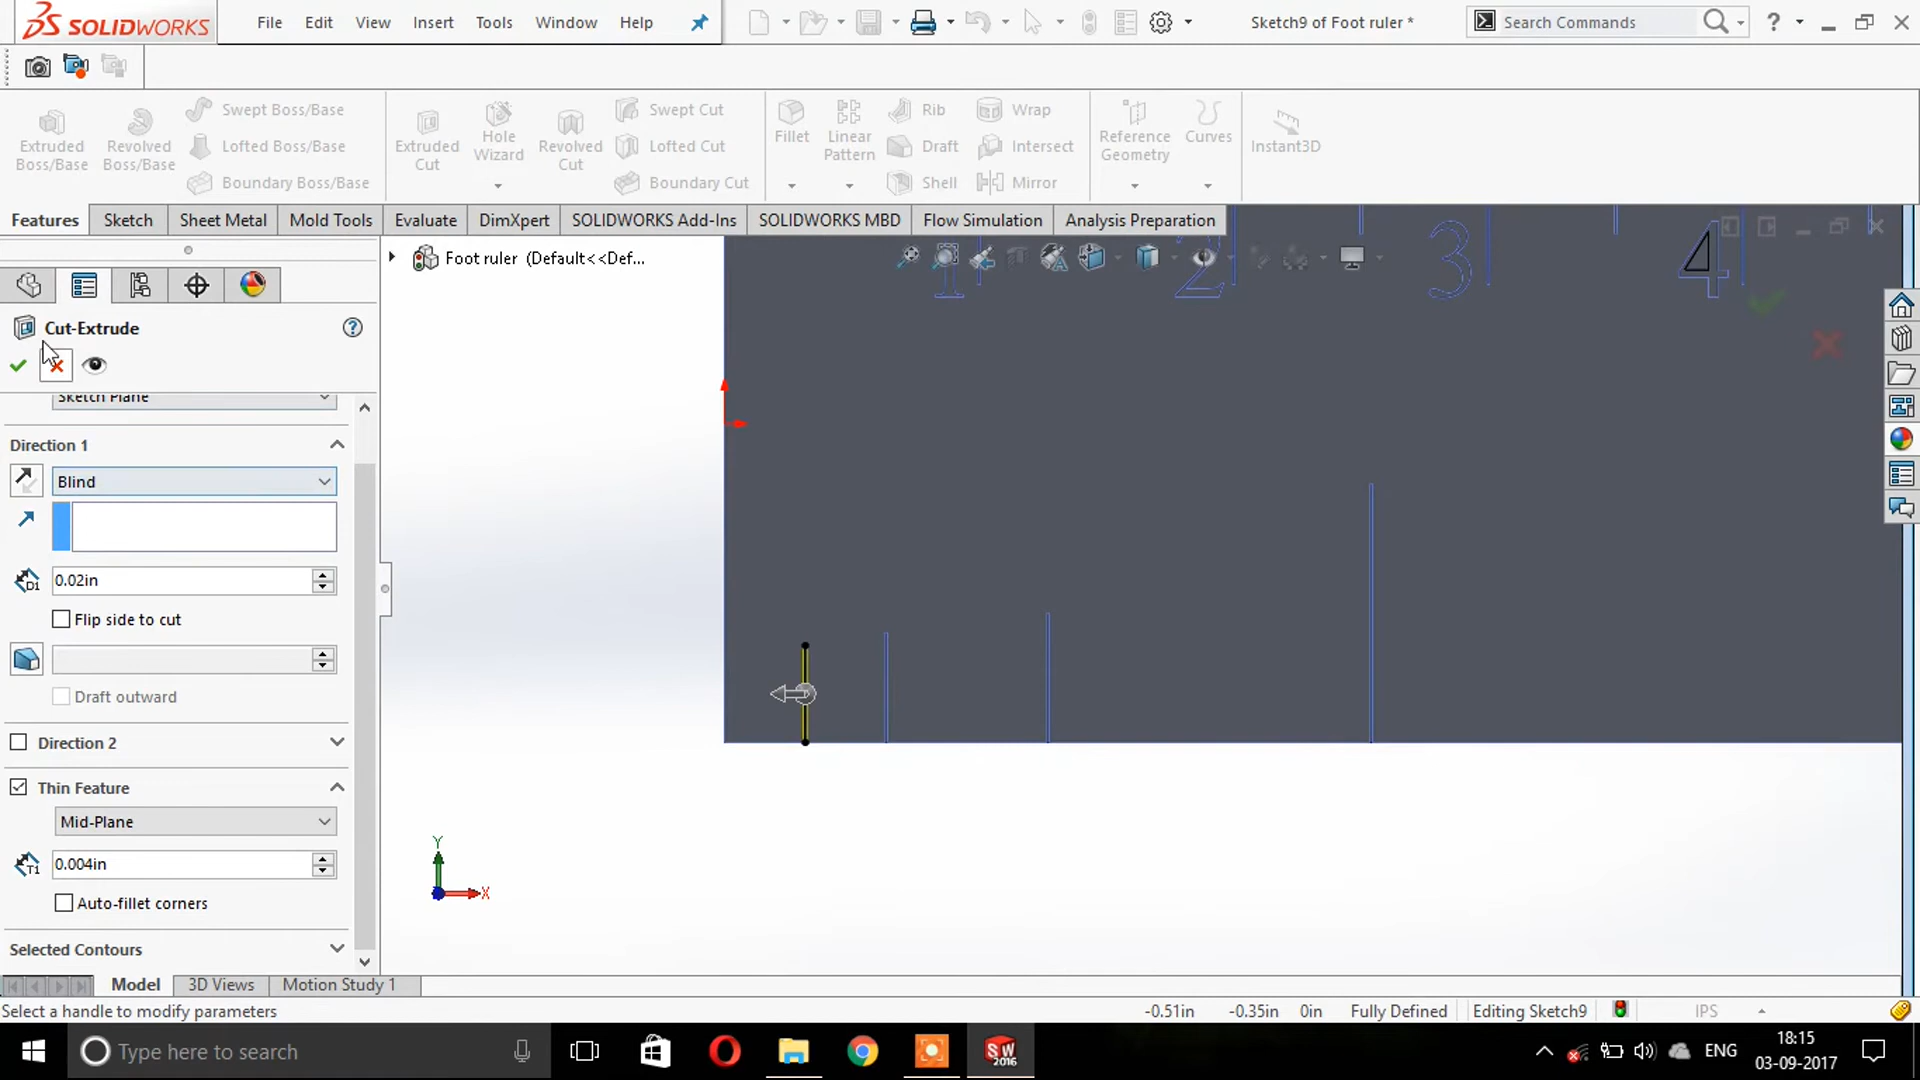 SOLIDWORKS File Edit View Insert Tools Window Help Sketch9 of Foot ruler * Search Commands ?
Extruded Boss/Base Revolved Boss/Base Swept Boss/Base Lofted Boss/Base Boundary Boss/Base
Extruded Cut Hole Wizard Revolved Cut Swept Cut Lofted Cut Boundary Cut
Fillet Linear Pattern Rib Draft Shell Wrap Intersect Mirror
Reference Geometry Curves Instant3D
Features Sketch Sheet Metal Mold Tools Evaluate DimXpert SOLIDWORKS Add-Ins SOLIDWORKS MBD Flow Simulation Analysis Preparation
Foot ruler (Default<<Def...
1 2 3 4
Cut-Extrude ?
Sketch Plane
Direction 1
Blind
D1 0.02in
Flip side to cut
Draft outward
Direction 2
Thin Feature
Mid-Plane
T1 0.004in
Auto-fillet corners
Selected Contours
Y
X
Model 3D Views Motion Study 1
Select a handle to modify parameters -0.51in -0.35in 0in Fully Defined Editing Sketch9 IPS
Type here to search SW 2016 ENG 18:15
03-09-2017